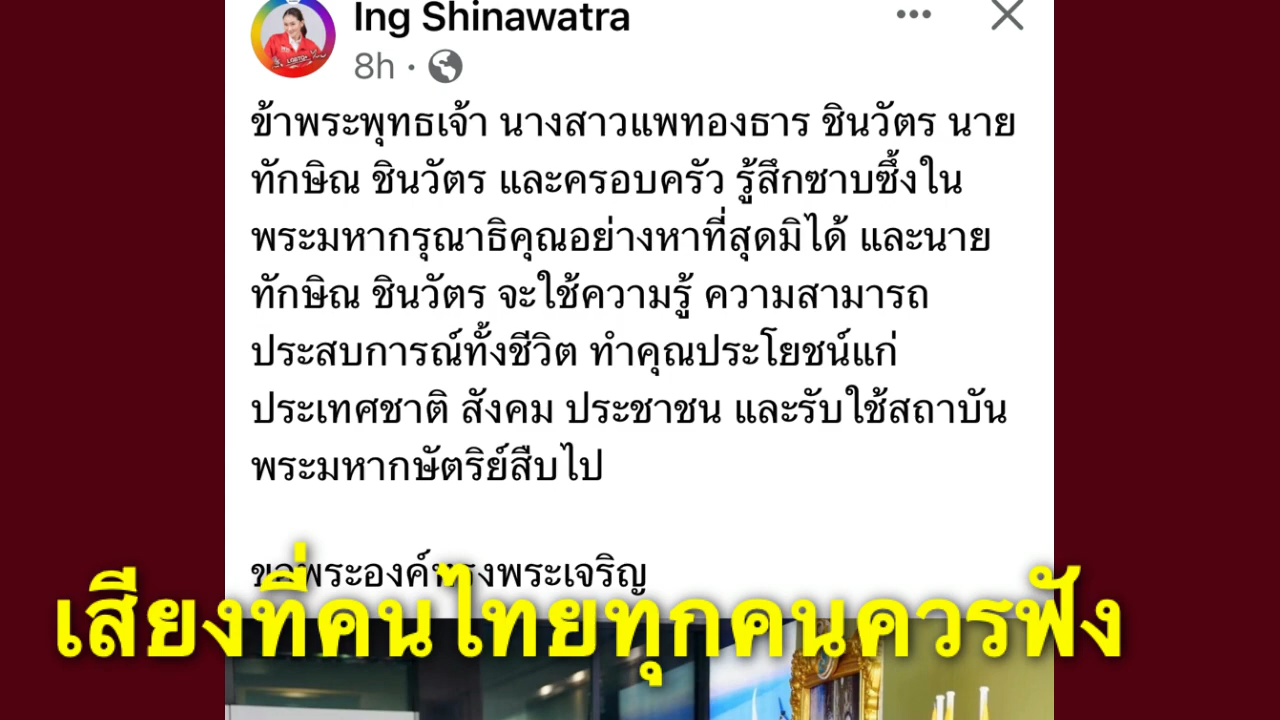 Ing Shinawatra
8h
ข้าพระพุทธเจ้า นางสาวแพทองธาร ชินวัตร นาย
ทักษิณ ชินวัตร และครอบครัว รู้สึกซาบซึ้งใน
พระมหากรุณาธิคุณอย่างหาที่สุดมิได้ และนาย
ทักษิณ ชินวัตร จะใช้ความรู้ ความสามารถ
ประสบการณ์ทั้งชีวิต ทำคุณประโยชน์แก่
ประเทศชาติ สังคม ประชาชน และรับใช้สถาบัน
พระมหากษัตริย์สืบไป
ขอพระองค์ทรงพระเจริญ
เสียงที่คนไทยทุกคนควรฟัง